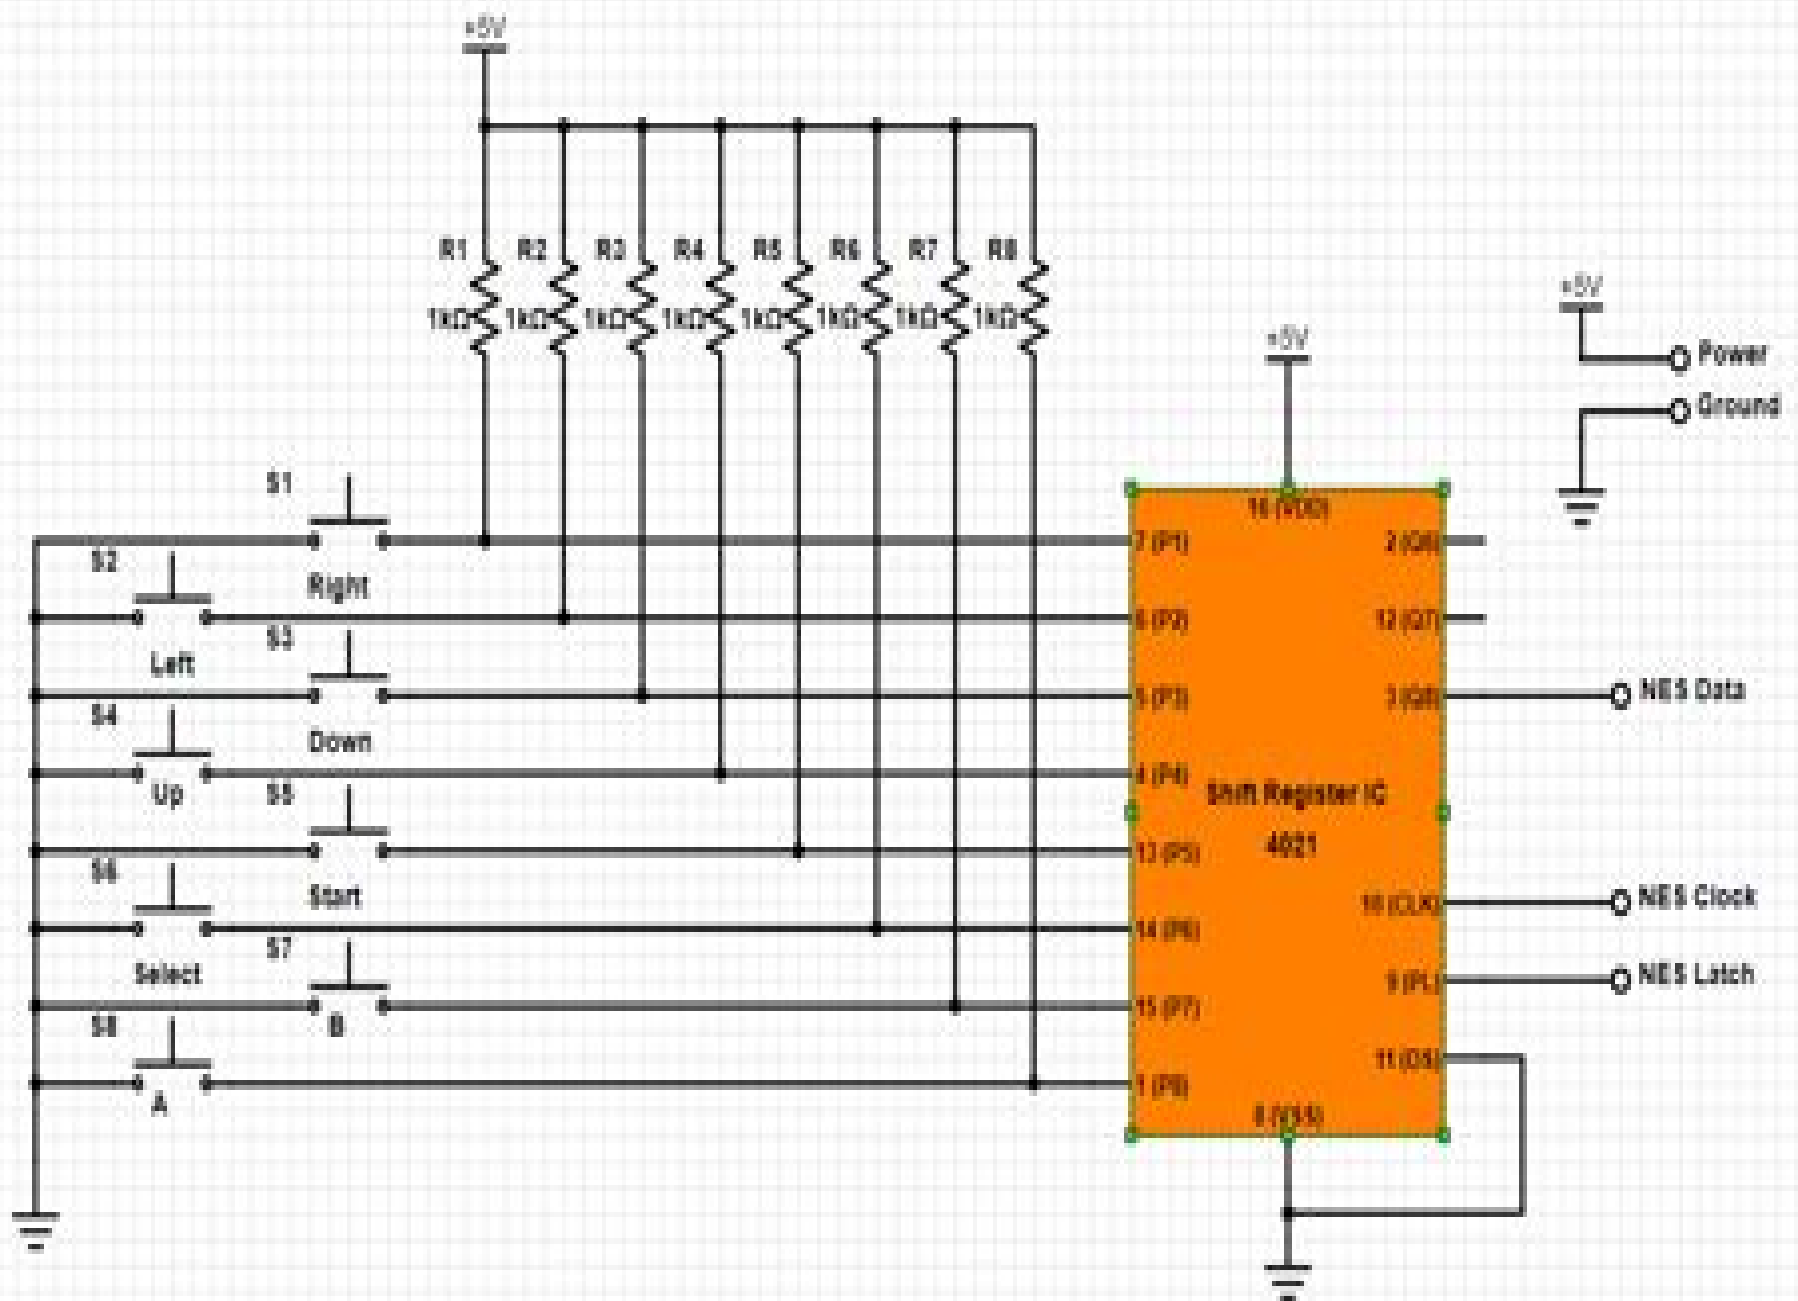 +5V
R1 R2 R3 R4 R5 R6 R7 R8
1kΩ 1kΩ 1kΩ 1kΩ 1kΩ 1kΩ 1kΩ 1kΩ
+5V
Power
Ground
+5V
S1
Right
S2
Left
S3
Down
S4
Up
S5
Start
S6
Select
S7
B
S8
A
16 (VDD)
7 (P1)
6 (P2)
5 (P3)
4 (P4)
13 (P5)
14 (P6)
15 (P7)
1 (P8)
Shift Register IC
4021
2 (Q6)
12 (Q7)
3 (Q8)
10 (CLK)
9 (PL)
11 (DS)
8 (VSS)
NES Data
NES Clock
NES Latch